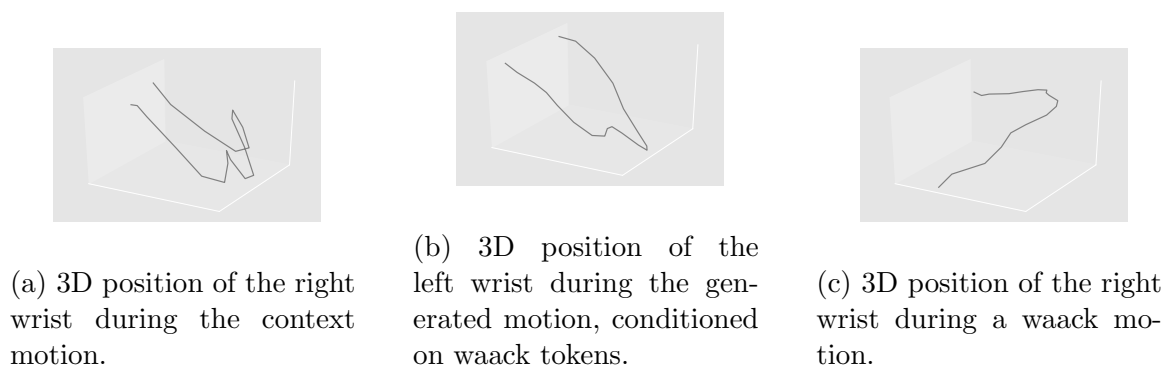 (a) 3D position of the right
wrist during the context
motion.
(b) 3D position of the
left wrist during the gen-
erated motion, conditioned
on waack tokens.
(c) 3D position of the right
wrist during a waack mo-
tion.